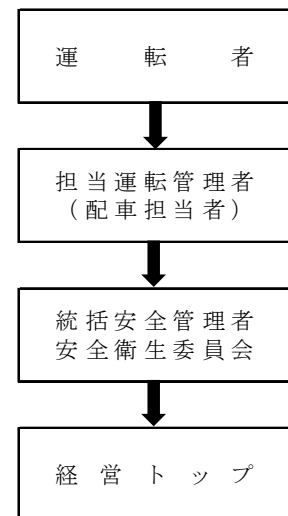 運転者
担当運転管理者
(配車担当者)
統括安全管理者
安全衛生委員会
経営トップ